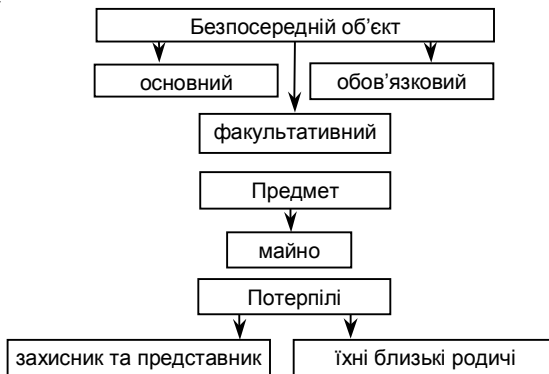 Безпосередній об’єкт
основний
обов’язковий
факультативний
Предмет
майно
Потерпілі
захисник та представник
їхні близькі родичі